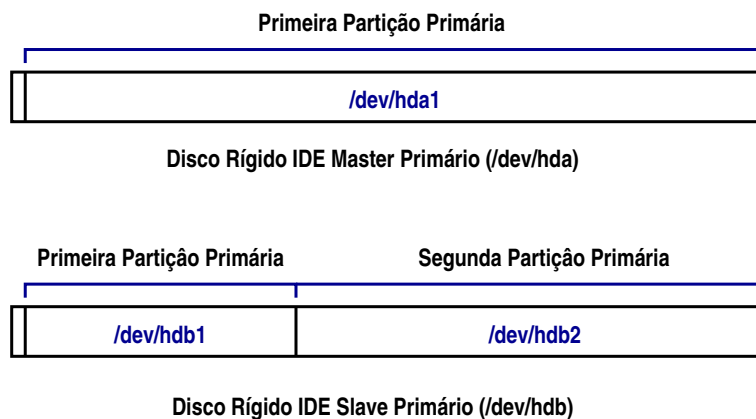 Primeira Partição Primária
/dev/hda1
Disco Rígido IDE Master Primário (/dev/hda)
Primeira Partiçâo Primária
Segunda Partiçâo Primária
/dev/hdb1
/dev/hdb2
Disco Rígido IDE Slave Primário (/dev/hdb)